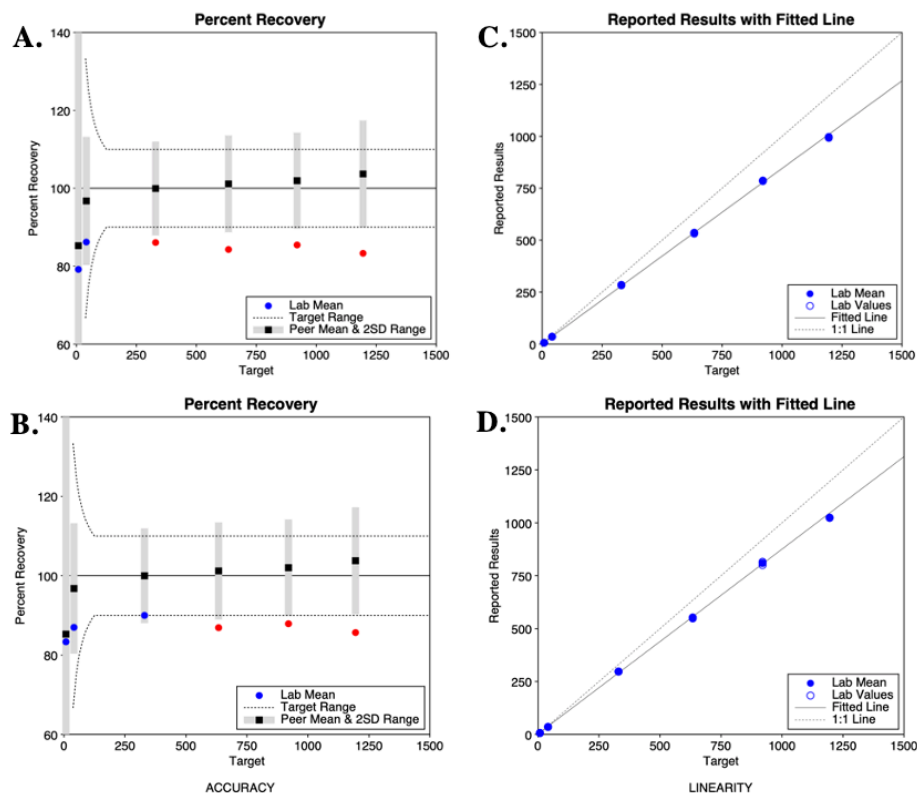 A.
Percent Recovery
140
120
100
80
60
Percent Recovery
0
250
500
750
1000
1250
1500
Target
Lab Mean
Target Range
Peer Mean & 2SD Range
C.
Reported Results with Fitted Line
1500
1250
1000
750
500
250
0
Reported Results
0
250
500
750
1000
1250
1500
Target
Lab Mean
Lab Values
Fitted Line
1:1 Line
B.
Percent Recovery
140
120
100
80
60
Percent Recovery
0
250
500
750
1000
1250
1500
Target
Lab Mean
Target Range
Peer Mean & 2SD Range
ACCURACY
D.
Reported Results with Fitted Line
1500
1250
1000
750
500
250
0
Reported Results
0
250
500
750
1000
1250
1500
Target
Lab Mean
Lab Values
Fitted Line
1:1 Line
LINEARITY